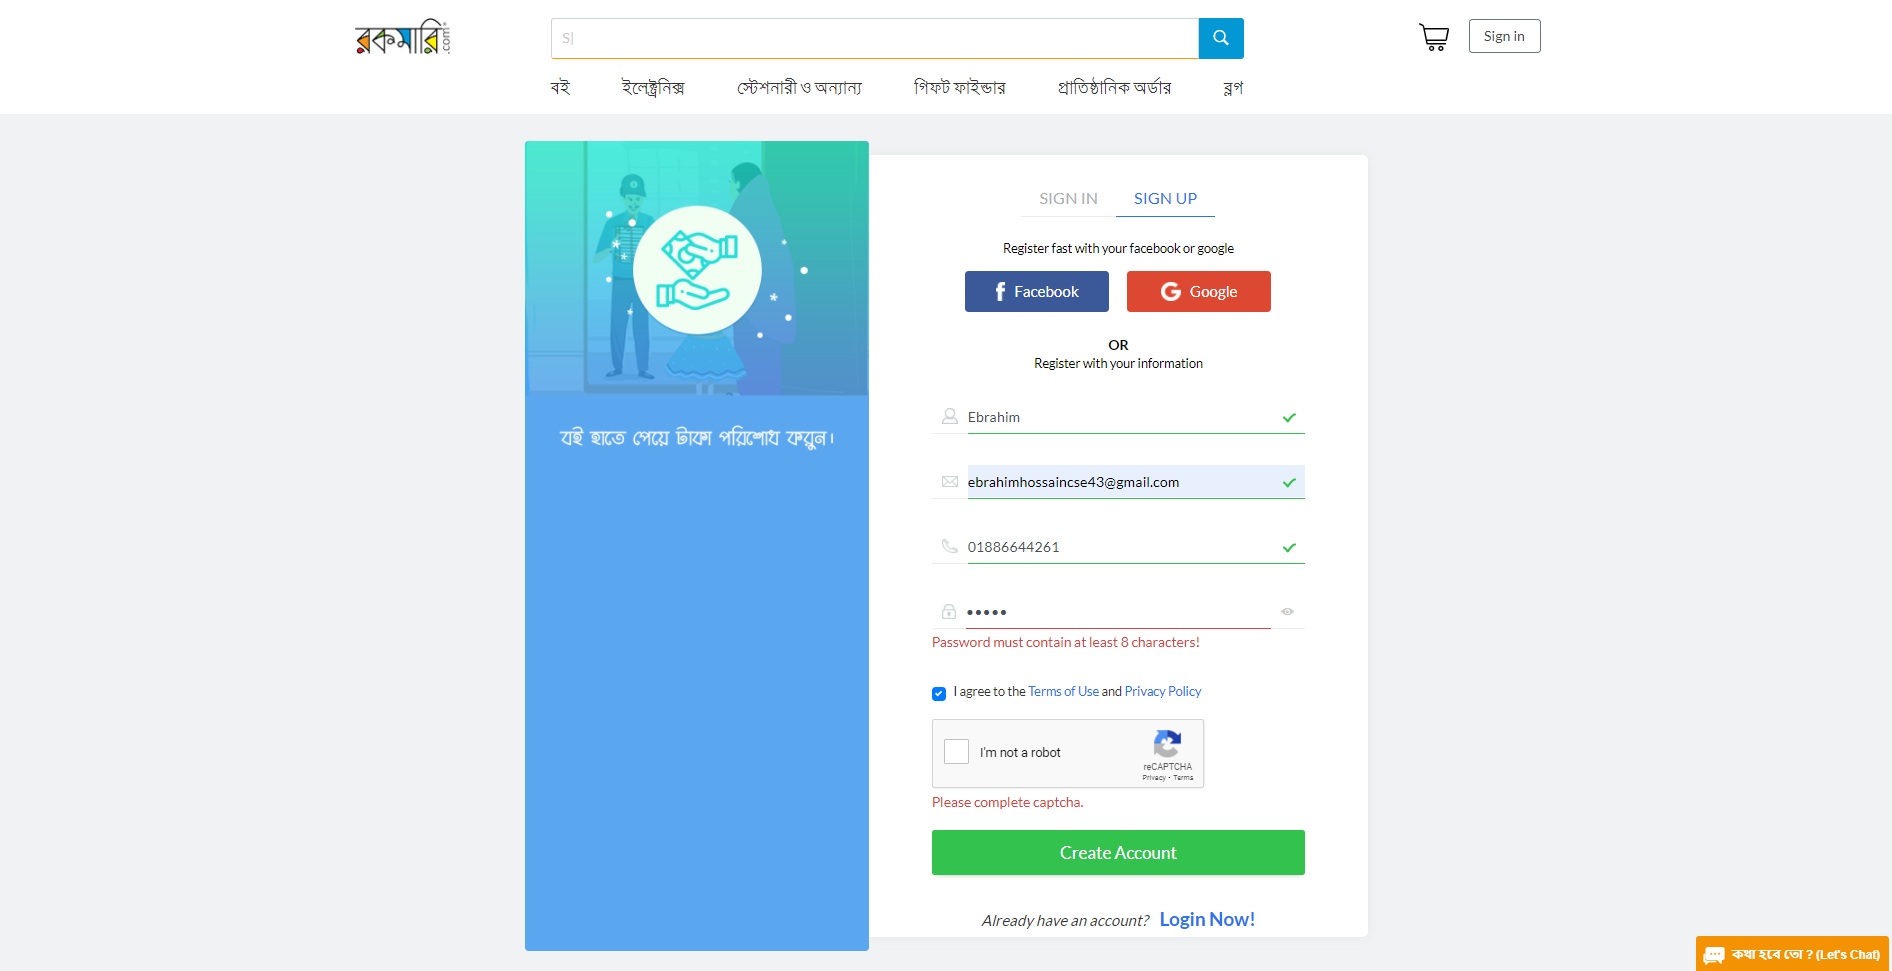 রকমারি.com
S|
Sign in
বই ইলেক্ট্রনিক্স স্টেশনারী ও অন্যান্য গিফট ফাইন্ডার প্রাতিষ্ঠানিক অর্ডার ব্লগ
বই হাতে পেয়ে টাকা পরিশোধ করুন।
SIGN IN SIGN UP
Register fast with your facebook or google
Facebook Google
OR
Register with your information
Ebrahim
ebrahimhossaincse43@gmail.com
01886644261
•••••
Password must contain at least 8 characters!
I agree to the Terms of Use and Privacy Policy
I'm not a robot
reCAPTCHA
Privacy - Terms
Please complete captcha.
Create Account
Already have an account? Login Now!
কথা হবে তো ? (Let's Chat)